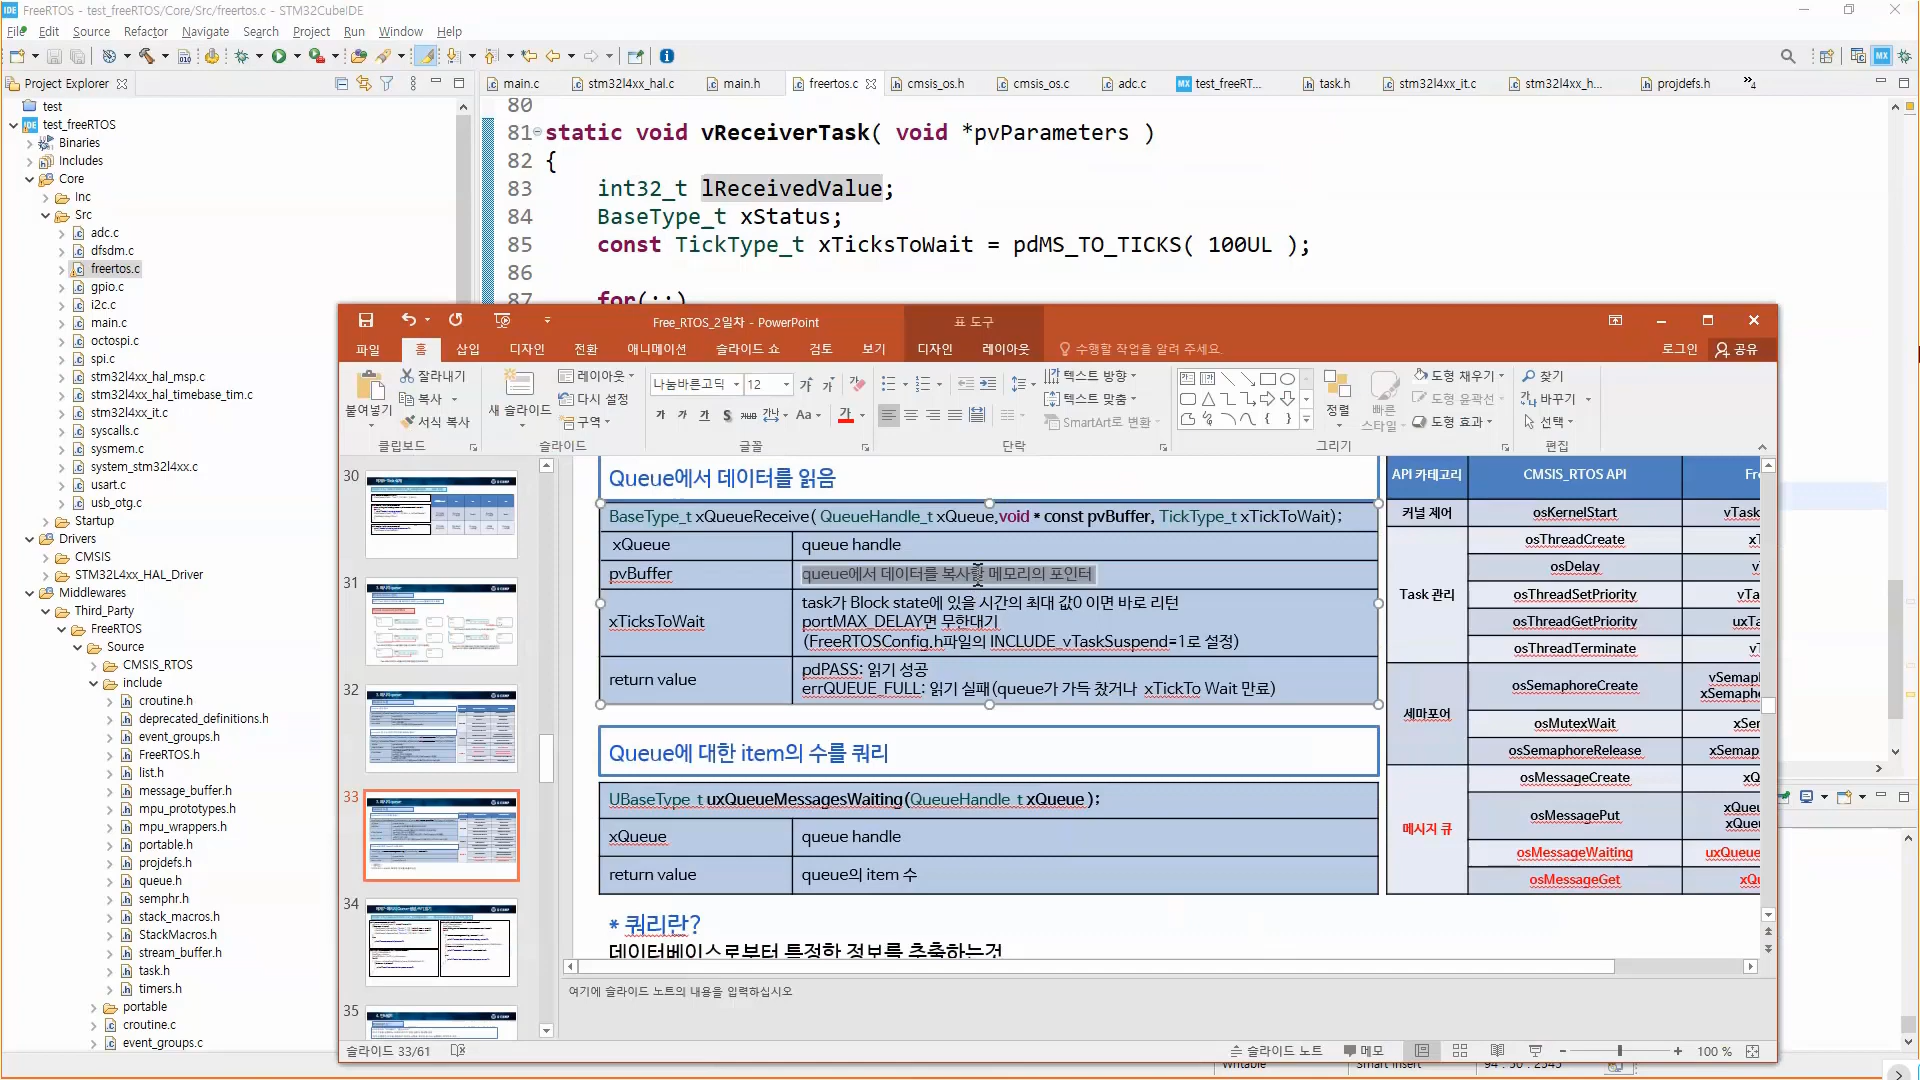 FreeRTOS - test_freeRTOS/Core/Src/freertos.c - STM32CubeIDE
File Edit Source Refactor Navigate Search Project Run Window Help
Project Explorer
main.c stm32l4xx_hal.c main.h freertos.c cmsis_os.h cmsis_os.c adc.c test_freeRT... task.h stm32l4xx_it.c stm32l4xx_h... projdefs.h
test
test_freeRTOS
Binaries
Includes
Core
Inc
Src
adc.c
dfsdm.c
freertos.c
gpio.c
i2c.c
main.c
octospi.c
spi.c
stm32l4xx_hal_msp.c
stm32l4xx_hal_timebase_tim.c
stm32l4xx_it.c
syscalls.c
sysmem.c
system_stm32l4xx.c
usart.c
usb_otg.c
Startup
Drivers
CMSIS
STM32L4xx_HAL_Driver
Middlewares
Third_Party
FreeRTOS
Source
CMSIS_RTOS
include
croutine.h
deprecated_definitions.h
event_groups.h
FreeRTOS.h
list.h
message_buffer.h
mpu_prototypes.h
mpu_wrappers.h
portable.h
projdefs.h
queue.h
semphr.h
stack_macros.h
StackMacros.h
stream_buffer.h
task.h
timers.h
portable
croutine.c
event_groups.c
80
81 static void vReceiverTask( void *pvParameters )
82 {
83 int32_t lReceivedValue;
84 BaseType_t xStatus;
85 const TickType_t xTicksToWait = pdMS_TO_TICKS( 100UL );
86
87 for(;;)
Free_RTOS_2일차 - PowerPoint
표 도구
파일 홈 삽입 디자인 전환 애니메이션 슬라이드 쇼 검토 보기 디자인 레이아웃 수행할 작업을 알려 주세요. 로그인 공유
붙여넣기 잘라내기 복사 서식 복사 클립보드
새 슬라이드 레이아웃 다시 설정 구역 슬라이드
나눔바른고딕 12 글꼴
텍스트 방향 텍스트 맞춤 SmartArt로 변환 단락
정렬 빠른 스타일 도형 채우기 도형 윤곽선 도형 효과 그리기
찾기 바꾸기 선택 편집
30
31
32
33
34
35
Queue에서 데이터를 읽음
BaseType_t xQueueReceive( QueueHandle_t xQueue,void * const pvBuffer, TickType_t xTickToWait);
xQueue queue handle
pvBuffer queue에서 데이터를 복사할 메모리의 포인터
xTicksToWait
task가 Block state에 있을 시간의 최대 값0 이면 바로 리턴
portMAX_DELAY면 무한대기
(FreeRTOSConfig.h파일의 INCLUDE_vTaskSuspend=1로 설정)
return value
pdPASS: 읽기 성공
errQUEUE_FULL: 읽기 실패(queue가 가득 찼거나 xTickTo Wait 만료)
Queue에 대한 item의 수를 쿼리
UBaseType_t uxQueueMessagesWaiting(QueueHandle_t xQueue );
xQueue queue handle
return value queue의 item 수
* 쿼리란?
데이터베이스로부터 특정한 정보를 추출하는것
API 카테고리 CMSIS_RTOS API Fr
커널 제어 osKernelStart vTask
Task 관리
osThreadCreate xT
osDelay v
osThreadSetPriority vTa
osThreadGetPriority uxTa
osThreadTerminate vT
세마포어
osSemaphoreCreate vSemaph
xSemapho
osMutexWait xSem
osSemaphoreRelease xSemap
메시지 큐
osMessageCreate xQ
osMessagePut xQueu
xQueu
osMessageWaiting uxQueue
osMessageGet xQu
여기에 슬라이드 노트의 내용을 입력하십시오
슬라이드 33/61 슬라이드 노트 메모 100 %
Writable Smart Insert 94 : 30 : 2545